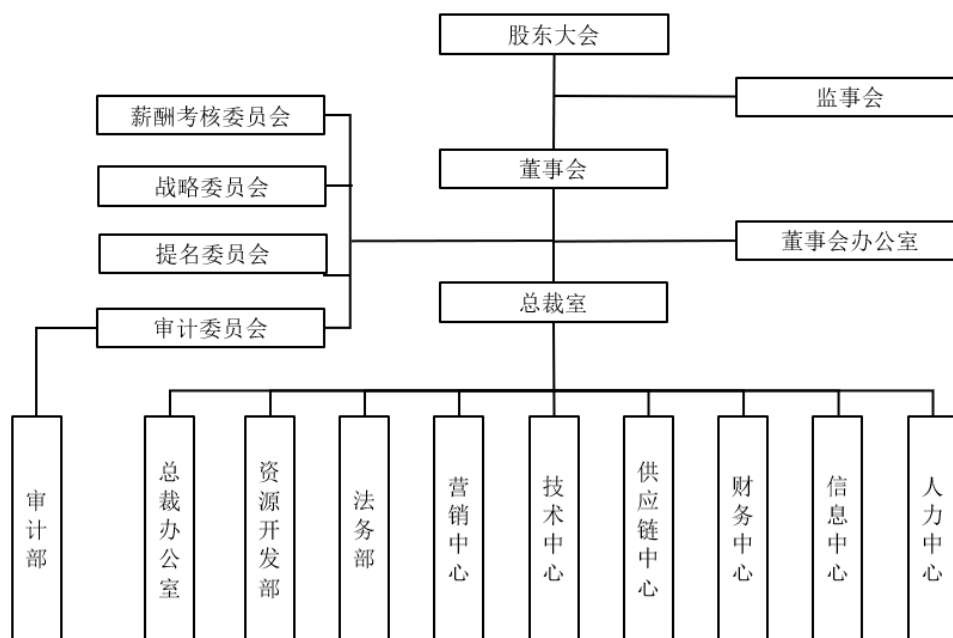 股东大会
监事会
薪酬考核委员会
董事会
战略委员会
董事会办公室
提名委员会
总裁室
审计委员会
审计部
总裁办公室
资源开发部
法务部
营销中心
技术中心
供应链中心
财务中心
信息中心
人力中心